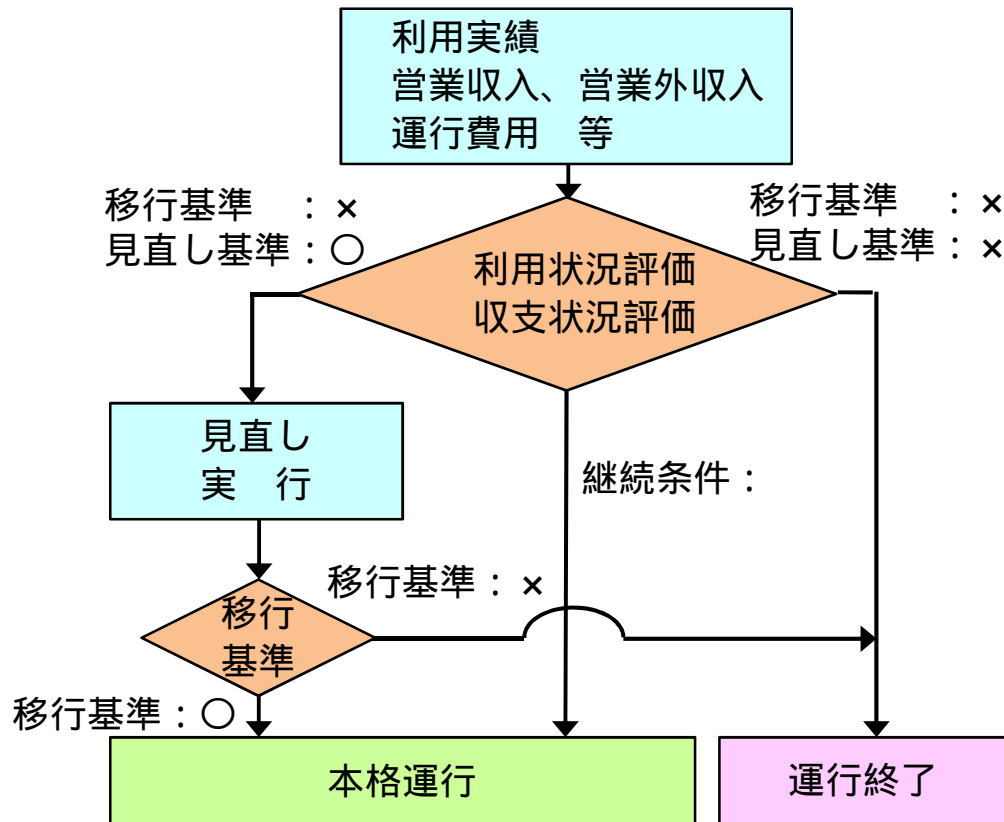 利用実績
営業収入、営業外収入
運行費用　等
移行基準　：×
見直し基準：○
移行基準　：×
見直し基準：×
利用状況評価
収支状況評価
見直し
実　行
継続条件：
移行基準：×
移行
基準
移行基準：○
本格運行
運行終了